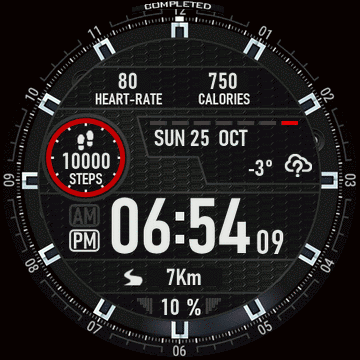 COMPLETED
12
11 01
10 02
80 750
HEART-RATE CALORIES
SUN 25 OCT
10000
STEPS
-3°
09 03
AM
PM
06:54 09
7Km
10 %
08 04
07 05
06